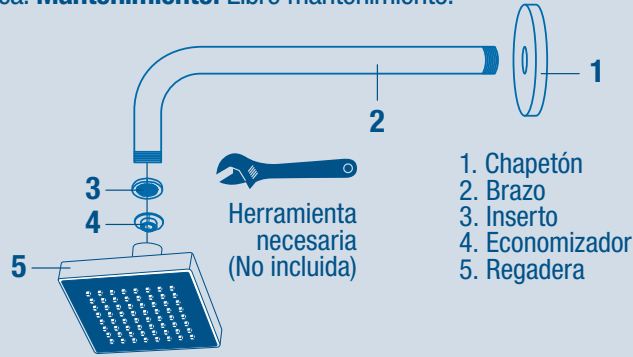 Mantenimiento: Libre mantenimiento.
1
2
3
4
5
Herramienta
necesaria
(No incluida)
1. Chapetón
2. Brazo
3. Inserto
4. Economizador
5. Regadera